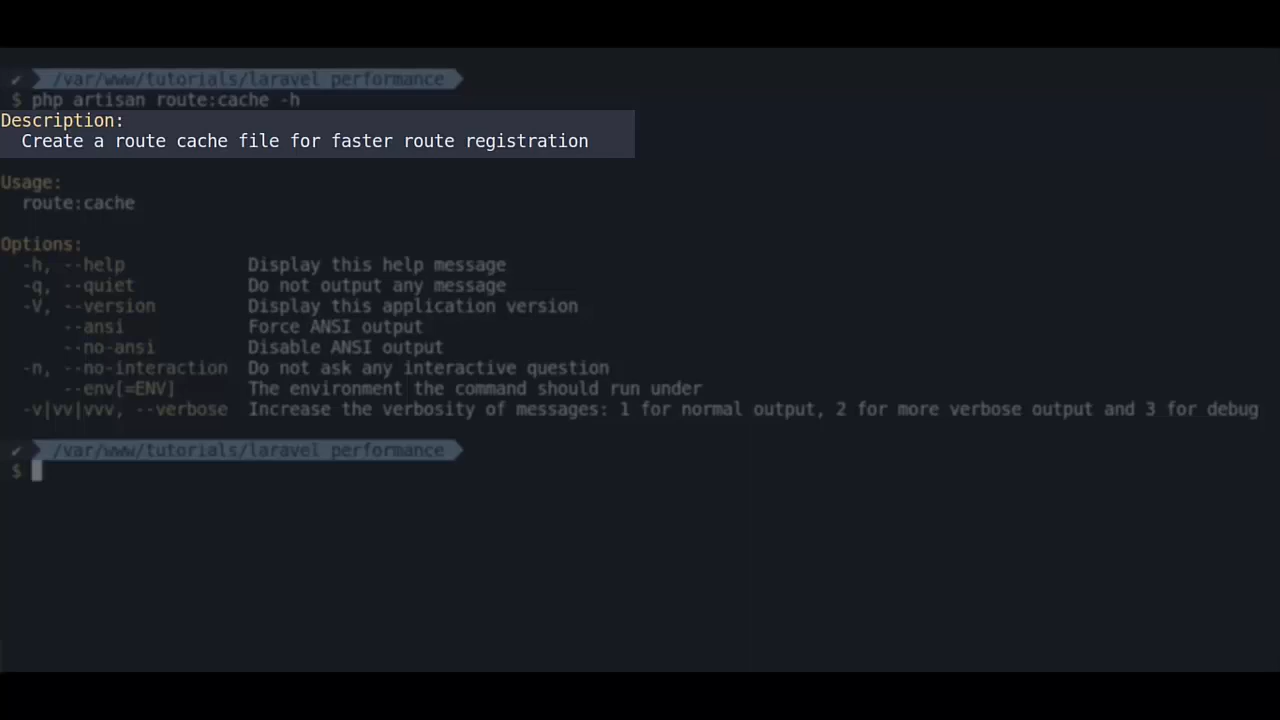 ✔ /var/www/tutorials/laravel performance
$ php artisan route:cache -h
Description:
  Create a route cache file for faster route registration
Usage:
  route:cache
Options:
  -h, --help            Display this help message
  -q, --quiet           Do not output any message
  -V, --version         Display this application version
      --ansi            Force ANSI output
      --no-ansi         Disable ANSI output
  -n, --no-interaction  Do not ask any interactive question
      --env[=ENV]       The environment the command should run under
  -v|vv|vvv, --verbose  Increase the verbosity of messages: 1 for normal output, 2 for more verbose output and 3 for debug
✔ /var/www/tutorials/laravel performance
$